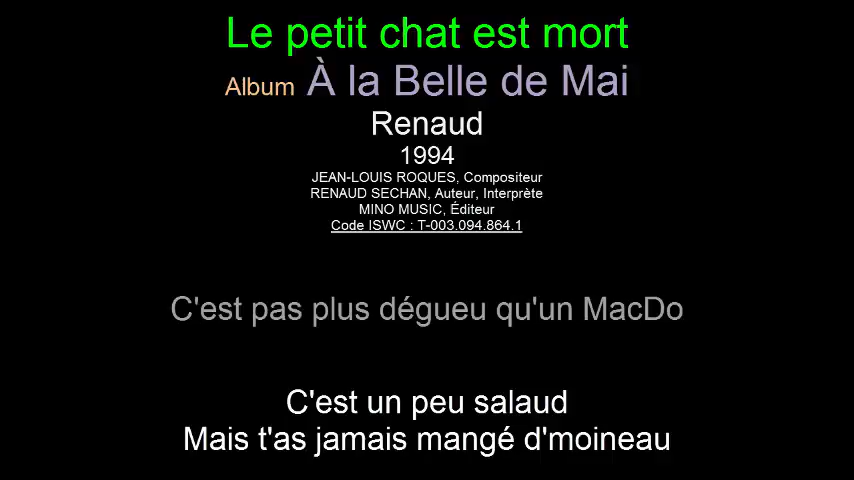 Le petit chat est mort
Album À la Belle de Mai
Renaud
1994
JEAN-LOUIS ROQUES, Compositeur
RENAUD SECHAN, Auteur, Interprète
MINO MUSIC, Éditeur
Code ISWC : T-003.094.864.1
C'est pas plus dégueu qu'un MacDo
C'est un peu salaud
Mais t'as jamais mangé d'moineau